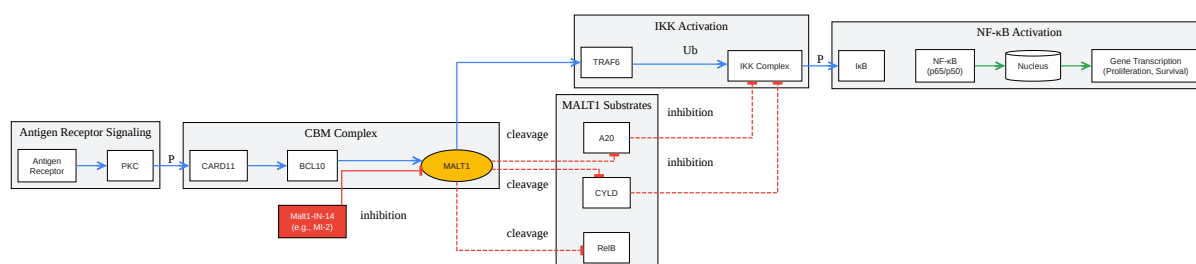 IKK Activation
TRAF6
Ub
IKK Complex
P
NF-κB Activation
IκB
NF-κB
(p65/p50)
Nucleus
Gene Transcription
(Proliferation, Survival)
Antigen Receptor Signaling
Antigen
Receptor
PKC
P
CBM Complex
CARD11
BCL10
MALT1
Malt1-IN-14
(e.g., MI-2)
inhibition
cleavage
cleavage
cleavage
MALT1 Substrates
A20
CYLD
RelB
inhibition
inhibition